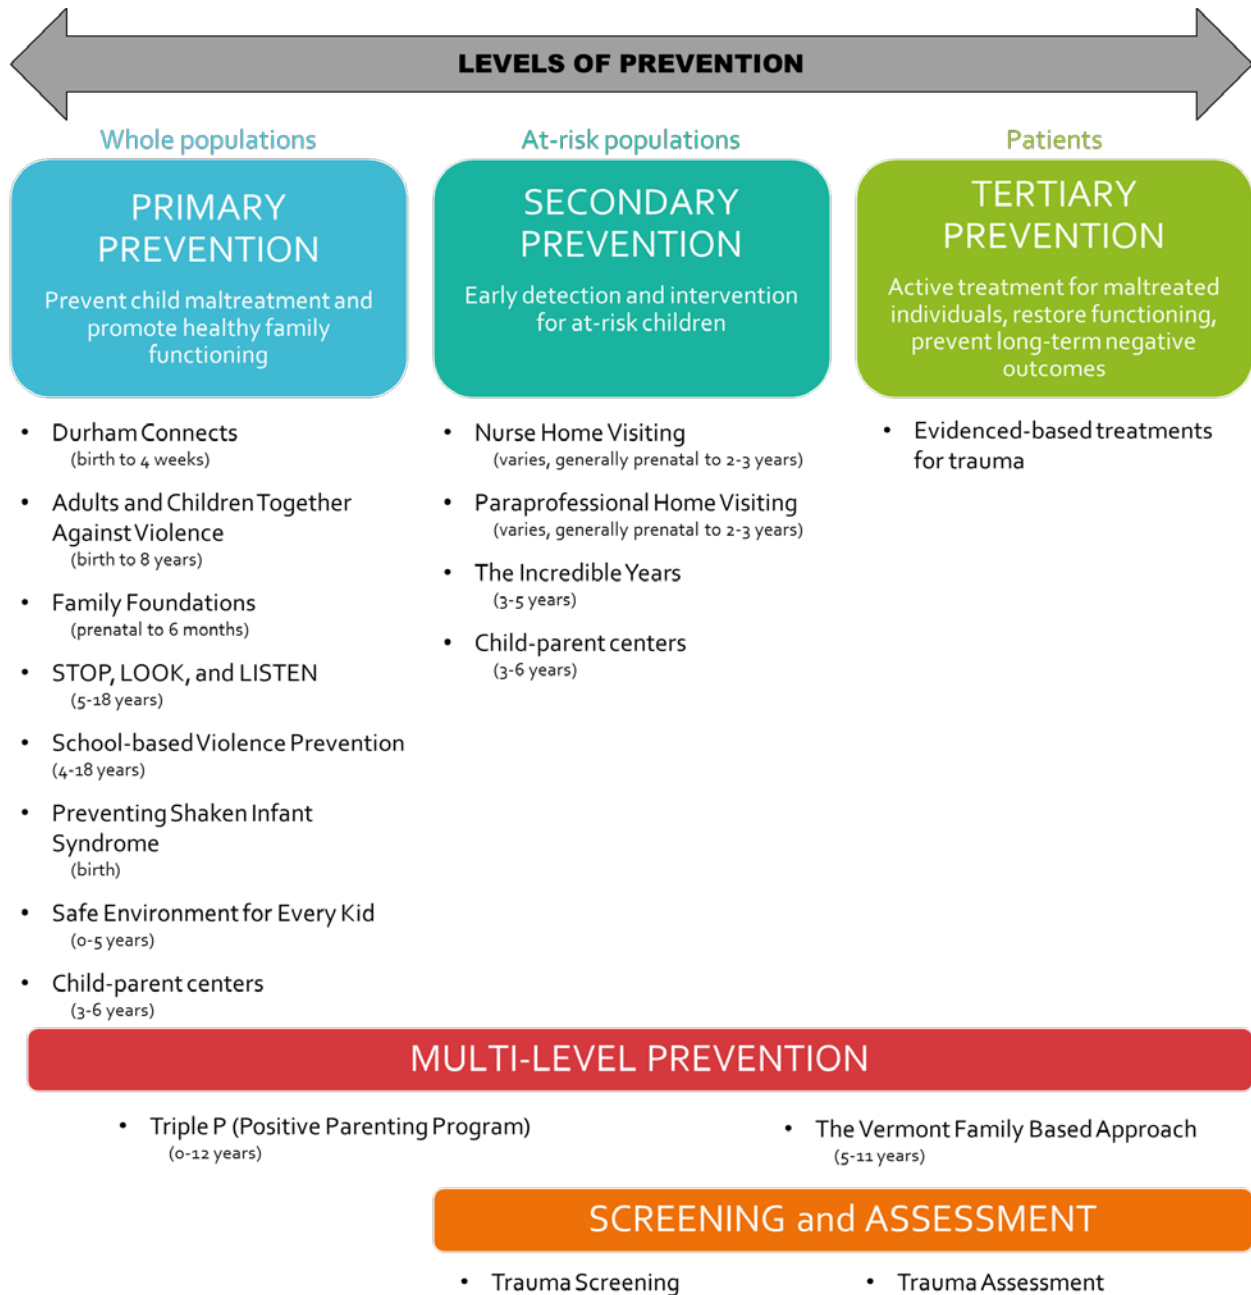 LEVELS OF PREVENTION
Whole populations
PRIMARY
PREVENTION
Prevent child maltreatment and
promote healthy family
functioning
• Durham Connects
(birth to 4 weeks)
• Adults and Children Together
Against Violence
(birth to 8 years)
• Family Foundations
(prenatal to 6 months)
• STOP, LOOK, and LISTEN
(5-18 years)
• School-based Violence Prevention
(4-18 years)
• Preventing Shaken Infant
Syndrome
(birth)
• Safe Environment for Every Kid
(0-5 years)
• Child-parent centers
(3-6 years)
At-risk populations
SECONDARY
PREVENTION
Early detection and intervention
for at-risk children
• Nurse Home Visiting
(varies, generally prenatal to 2-3 years)
• Paraprofessional Home Visiting
(varies, generally prenatal to 2-3 years)
• The Incredible Years
(3-5 years)
• Child-parent centers
(3-6 years)
Patients
TERTIARY
PREVENTION
Active treatment for maltreated
individuals, restore functioning,
prevent long-term negative
outcomes
• Evidenced-based treatments
for trauma
MULTI-LEVEL PREVENTION
• Triple P (Positive Parenting Program)
(0-12 years)
• The Vermont Family Based Approach
(5-11 years)
SCREENING and ASSESSMENT
• Trauma Screening
• Trauma Assessment